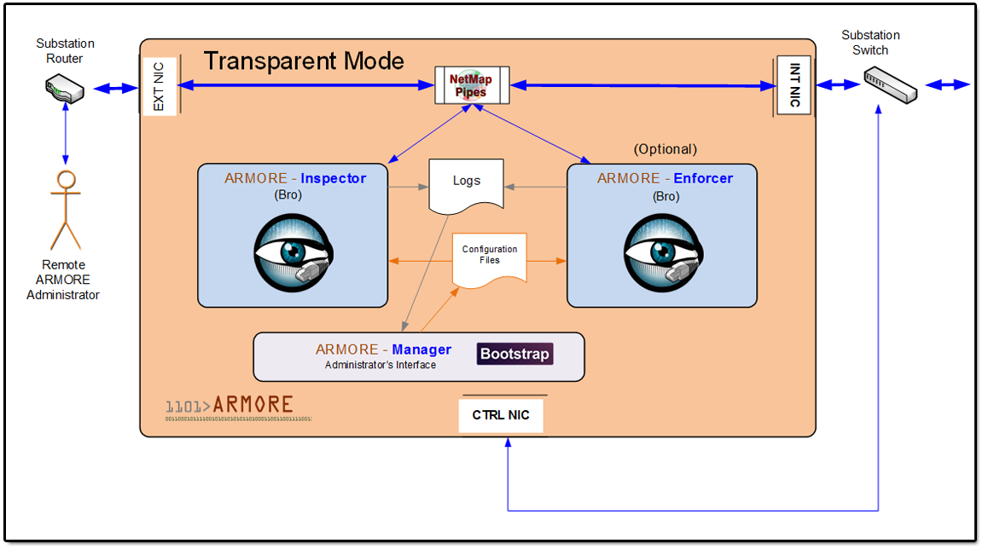 Substation
Router
Substation
Switch
Transparent Mode
EXT NIC
NetMap
Pipes
INT NIC
(Optional)
ARMORE - Inspector
(Bro)
Logs
ARMORE - Enforcer
(Bro)
Configuration
Files
Remote
ARMORE
Administrator
ARMORE - Manager
Administrator's Interface
Bootstrap
1101>ARMORE
CTRL NIC